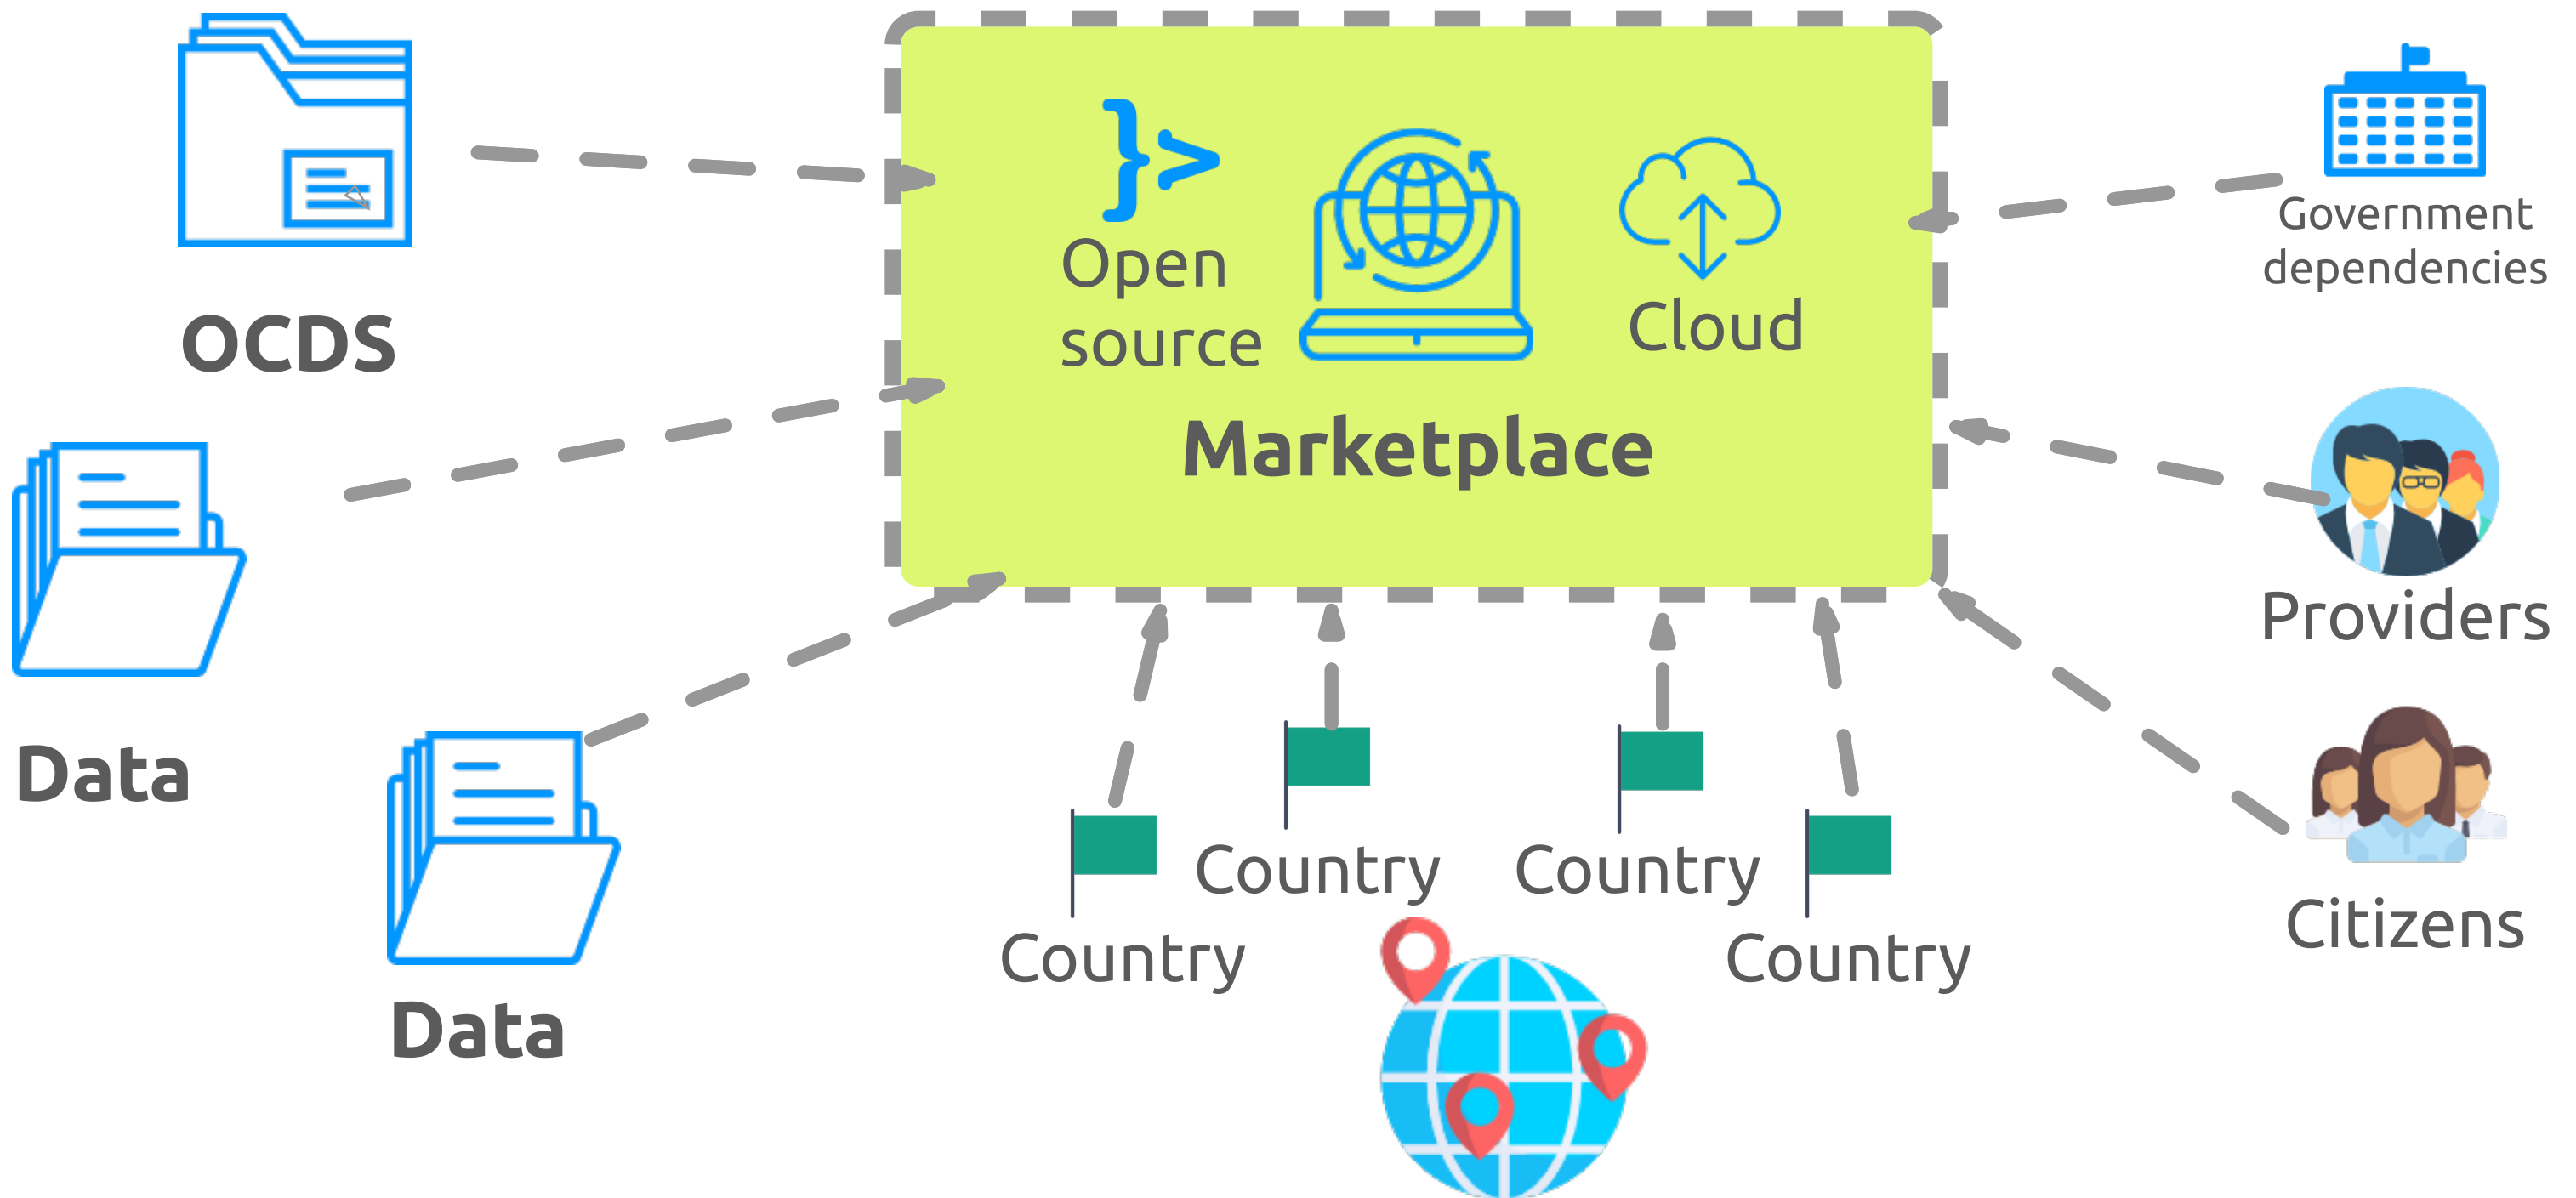 OCDS
Data
Data
Open
source
Cloud
Marketplace
Country
Country
Country
Country
Government
dependencies
Providers
Citizens